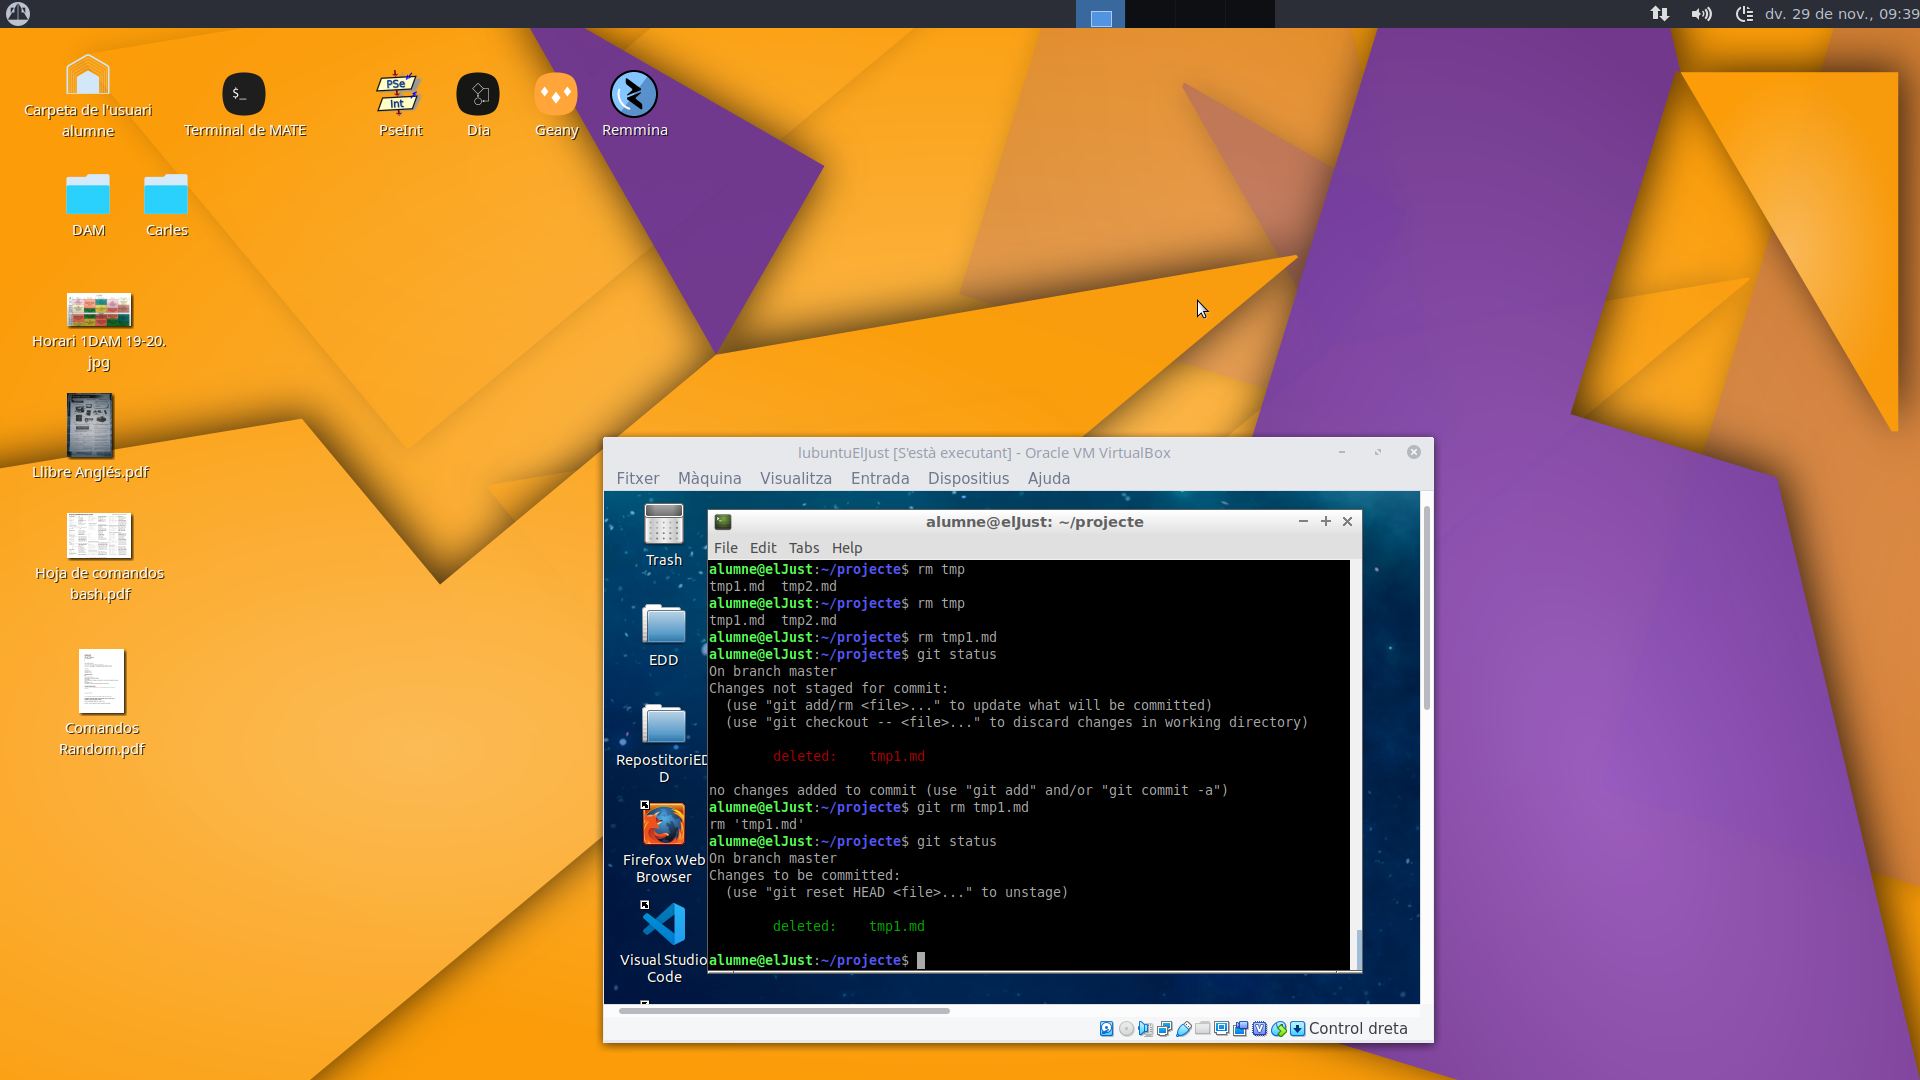 dv. 29 de nov., 09:39
Carpeta de l'usuari
alumne
$_
Terminal de MATE
PSe
Int
PseInt
Dia
Geany
Remmina
DAM
Carles
Horari 1DAM 19-20.
jpg
Llibre Anglés.pdf
Hoja de comandos
bash.pdf
Comandos
Random.pdf
lubuntuElJust [S'està executant] - Oracle VM VirtualBox
Fitxer Màquina Visualitza Entrada Dispositius Ajuda
Trash
EDD
RepostitoriED
D
Firefox Web
Browser
Visual Studio
Code
alumne@elJust: ~/projecte
File Edit Tabs Help
alumne@elJust:~/projecte$ rm tmp
tmp1.md  tmp2.md
alumne@elJust:~/projecte$ rm tmp
tmp1.md  tmp2.md
alumne@elJust:~/projecte$ rm tmp1.md
alumne@elJust:~/projecte$ git status
On branch master
Changes not staged for commit:
  (use "git add/rm <file>..." to update what will be committed)
  (use "git checkout -- <file>..." to discard changes in working directory)
        deleted:    tmp1.md
no changes added to commit (use "git add" and/or "git commit -a")
alumne@elJust:~/projecte$ git rm tmp1.md
rm 'tmp1.md'
alumne@elJust:~/projecte$ git status
On branch master
Changes to be committed:
  (use "git reset HEAD <file>..." to unstage)
        deleted:    tmp1.md
alumne@elJust:~/projecte$
Control dreta